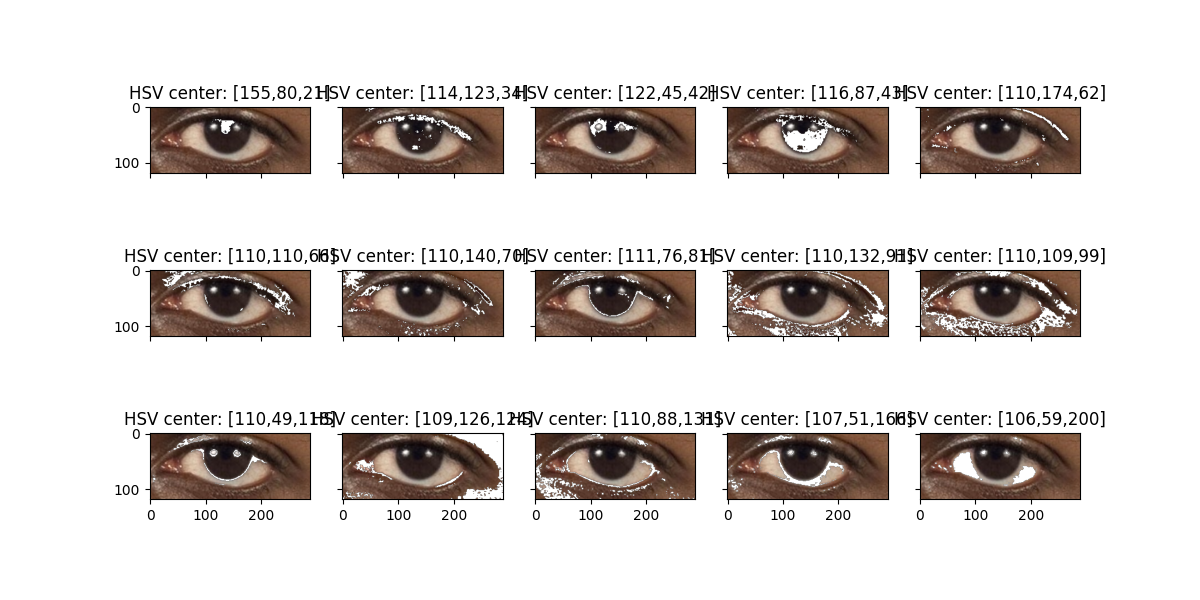 HSV center: [155,80,21] HSV center: [114,123,34] HSV center: [122,45,42] HSV center: [116,87,43] HSV center: [110,174,62]
0
100
HSV center: [110,110,66] HSV center: [110,140,70] HSV center: [111,76,81] HSV center: [110,132,91] HSV center: [110,109,99]
0
100
HSV center: [110,49,118] HSV center: [109,126,124] HSV center: [110,88,131] HSV center: [107,51,166] HSV center: [106,59,200]
0
100
0 100 200 0 100 200 0 100 200 0 100 200 0 100 200